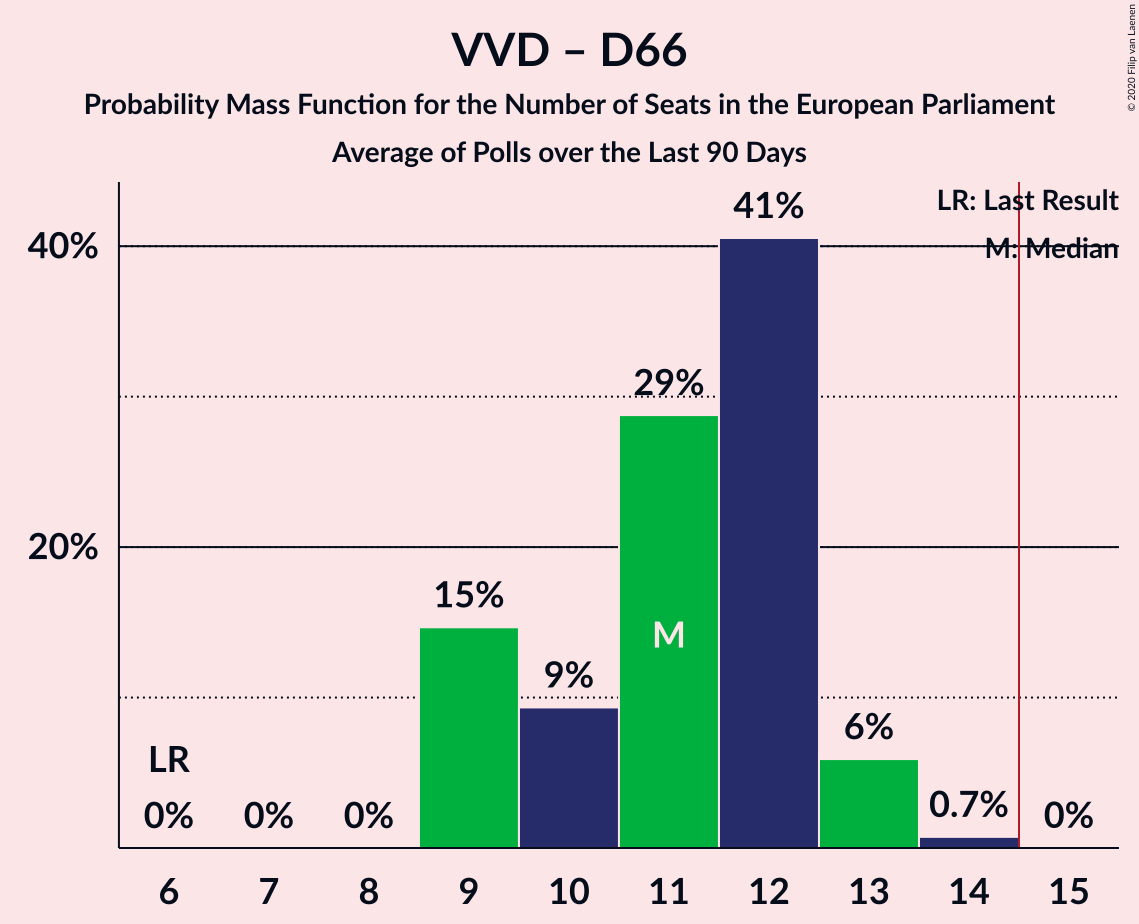 VVD – D66
Probability Mass Function for the Number of Seats in the European Parliament
Average of Polls over the Last 90 Days
© 2020 Filip van Laenen
LR: Last Result
M: Median
41%
40%
29%
20%
15%
M
9%
6%
LR
0.7%
0% 0% 0% 0%
6 7 8 9 10 11 12 13 14 15